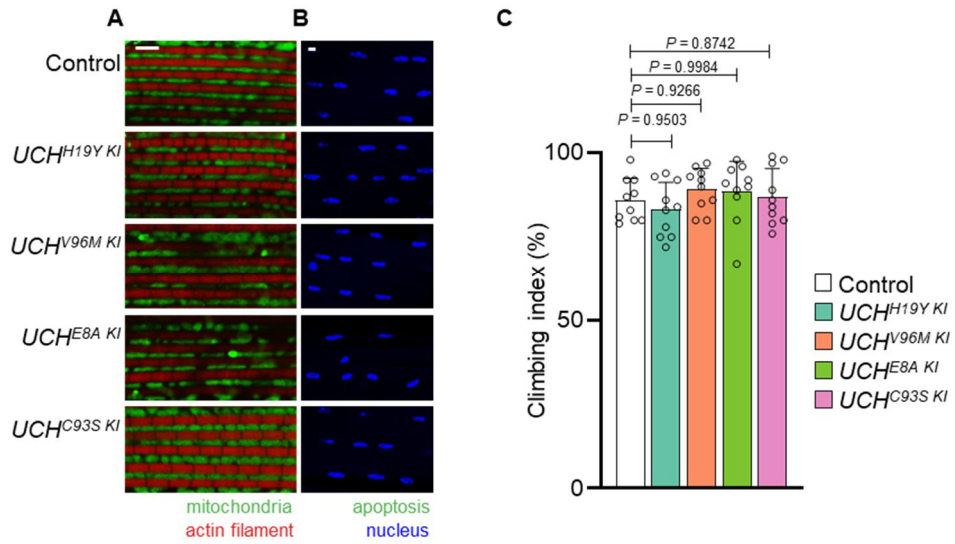 A
B
C
Control
UCH^H19Y KI
UCH^V96M KI
UCH^E8A KI
UCH^C93S KI
mitochondria
actin filament
apoptosis
nucleus
P = 0.8742
P = 0.9984
P = 0.9266
P = 0.9503
100
50
0
Climbing index (%)
Control
UCH^H19Y KI
UCH^V96M KI
UCH^E8A KI
UCH^C93S KI